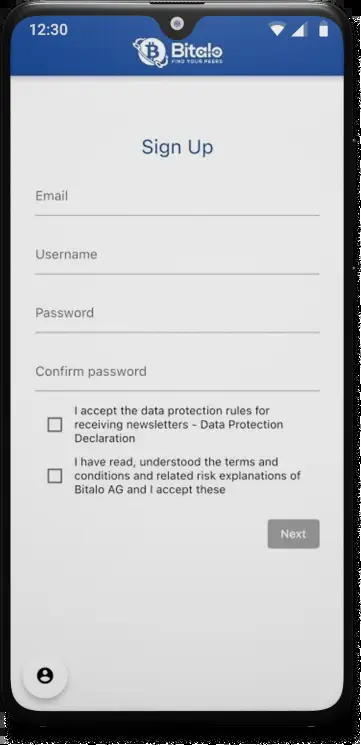 12:30
Bitalo
FIND YOUR PEERS
Sign Up
Email
Username
Password
Confirm password
I accept the data protection rules for
receiving newsletters - Data Protection
Declaration
I have read, understood the terms and
conditions and related risk explanations of
Bitalo AG and I accept these
Next